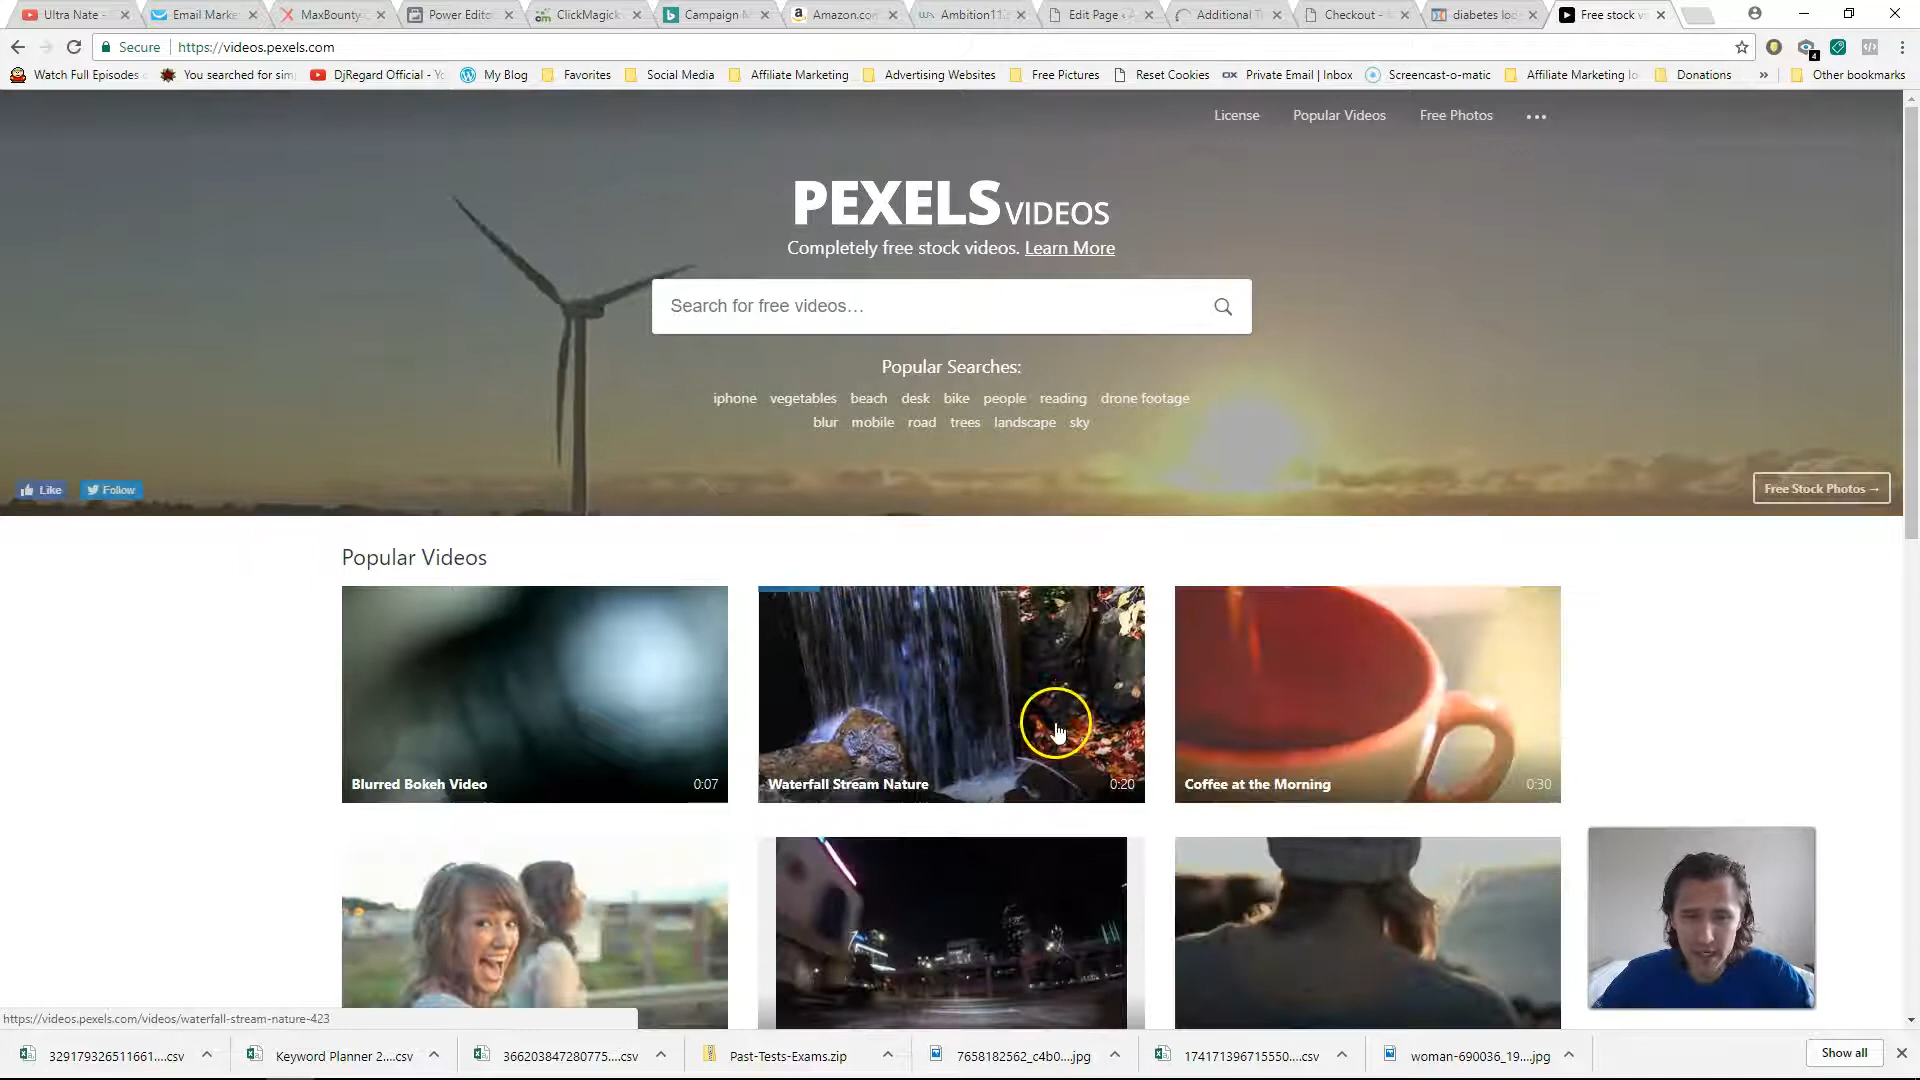 Ultra Nate -
Email Marke
MaxBounty
Power Edito
ClickMagick
Campaign M
Amazon.co
Ambition11
Edit Page ‹
Additional T
Checkout -
diabetes lo
Free stock v
Secure
https://videos.pexels.com
4
Watch Full Episodes
You searched for sim
DjRegard Official - Yo
My Blog
Favorites
Social Media
Affiliate Marketing
Advertising Websites
Free Pictures
Reset Cookies
Private Email | Inbox
Screencast-o-matic
Affiliate Marketing
Donations
»
Other bookmarks
License
Popular Videos
Free Photos
PEXELS VIDEOS
Completely free stock videos. Learn More
Search for free videos…
Popular Searches:
iphone vegetables beach desk bike people reading drone footage
blur mobile road trees landscape sky
Like
Follow
Free Stock Photos →
Popular Videos
Blurred Bokeh Video 0:07
Waterfall Stream Nature 0:20
Coffee at the Morning 0:30
https://videos.pexels.com/videos/waterfall-stream-nature-423
329179326511661....csv
Keyword Planner 2....csv
366203847280775....csv
Past-Tests-Exams.zip
7658182562_c4b0....jpg
174171396715550....csv
woman-690036_19....jpg
Show all